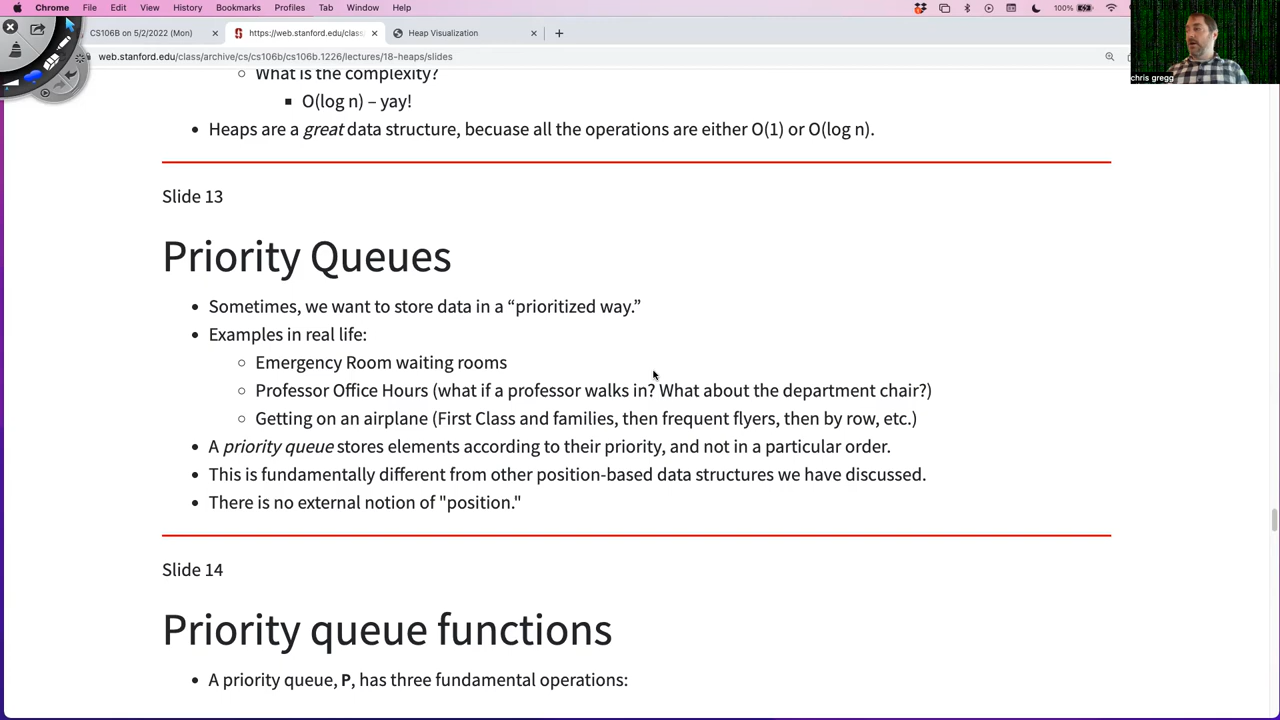 Chrome File Edit View History Bookmarks Profiles Tab Window Help 100%
CS106B on 5/2/2022 (Mon) https://web.stanford.edu/class Heap Visualization
web.stanford.edu/class/archive/cs/cs106b/cs106b.1226/lectures/18-heaps/slides
chris gregg
What is the complexity?
O(log n) – yay!
Heaps are a great data structure, becuase all the operations are either O(1) or O(log n).
Slide 13
Priority Queues
Sometimes, we want to store data in a “prioritized way.”
Examples in real life:
Emergency Room waiting rooms
Professor Office Hours (what if a professor walks in? What about the department chair?)
Getting on an airplane (First Class and families, then frequent flyers, then by row, etc.)
A priority queue stores elements according to their priority, and not in a particular order.
This is fundamentally different from other position-based data structures we have discussed.
There is no external notion of "position."
Slide 14
Priority queue functions
A priority queue, P, has three fundamental operations: